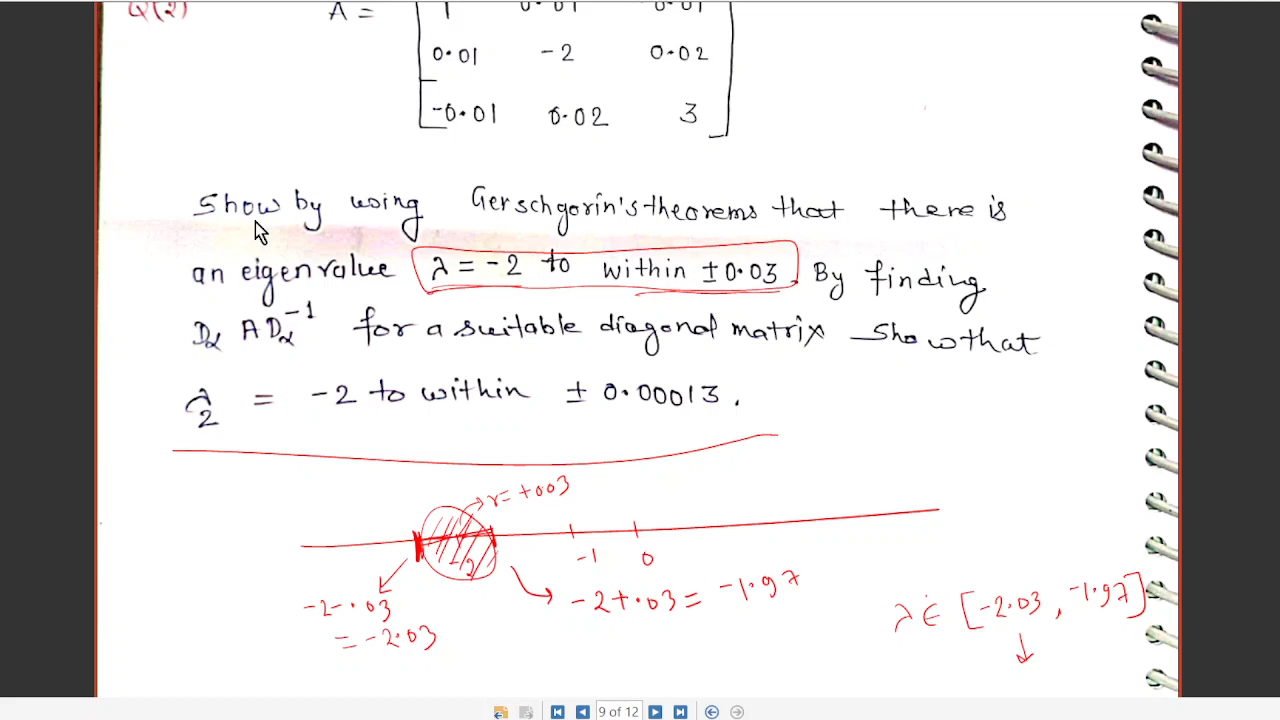 Q(2) A = 1 0.01 0.01
0.01 -2 0.02
-0.01 0.02 3
Show by using Gerschgorin's theorems that there is
an eigenvalue λ = -2 to within ±0.03. By finding
Dα A Dα⁻¹ for a suitable diagonal matrix show that
λ₂ = -2 to within ± 0.00013.
r = +003
-2 -1 0
-2-.03 -2+.03 = -1.97 λ ∈ [-2.03, -1.97]
= -2.03
9 of 12